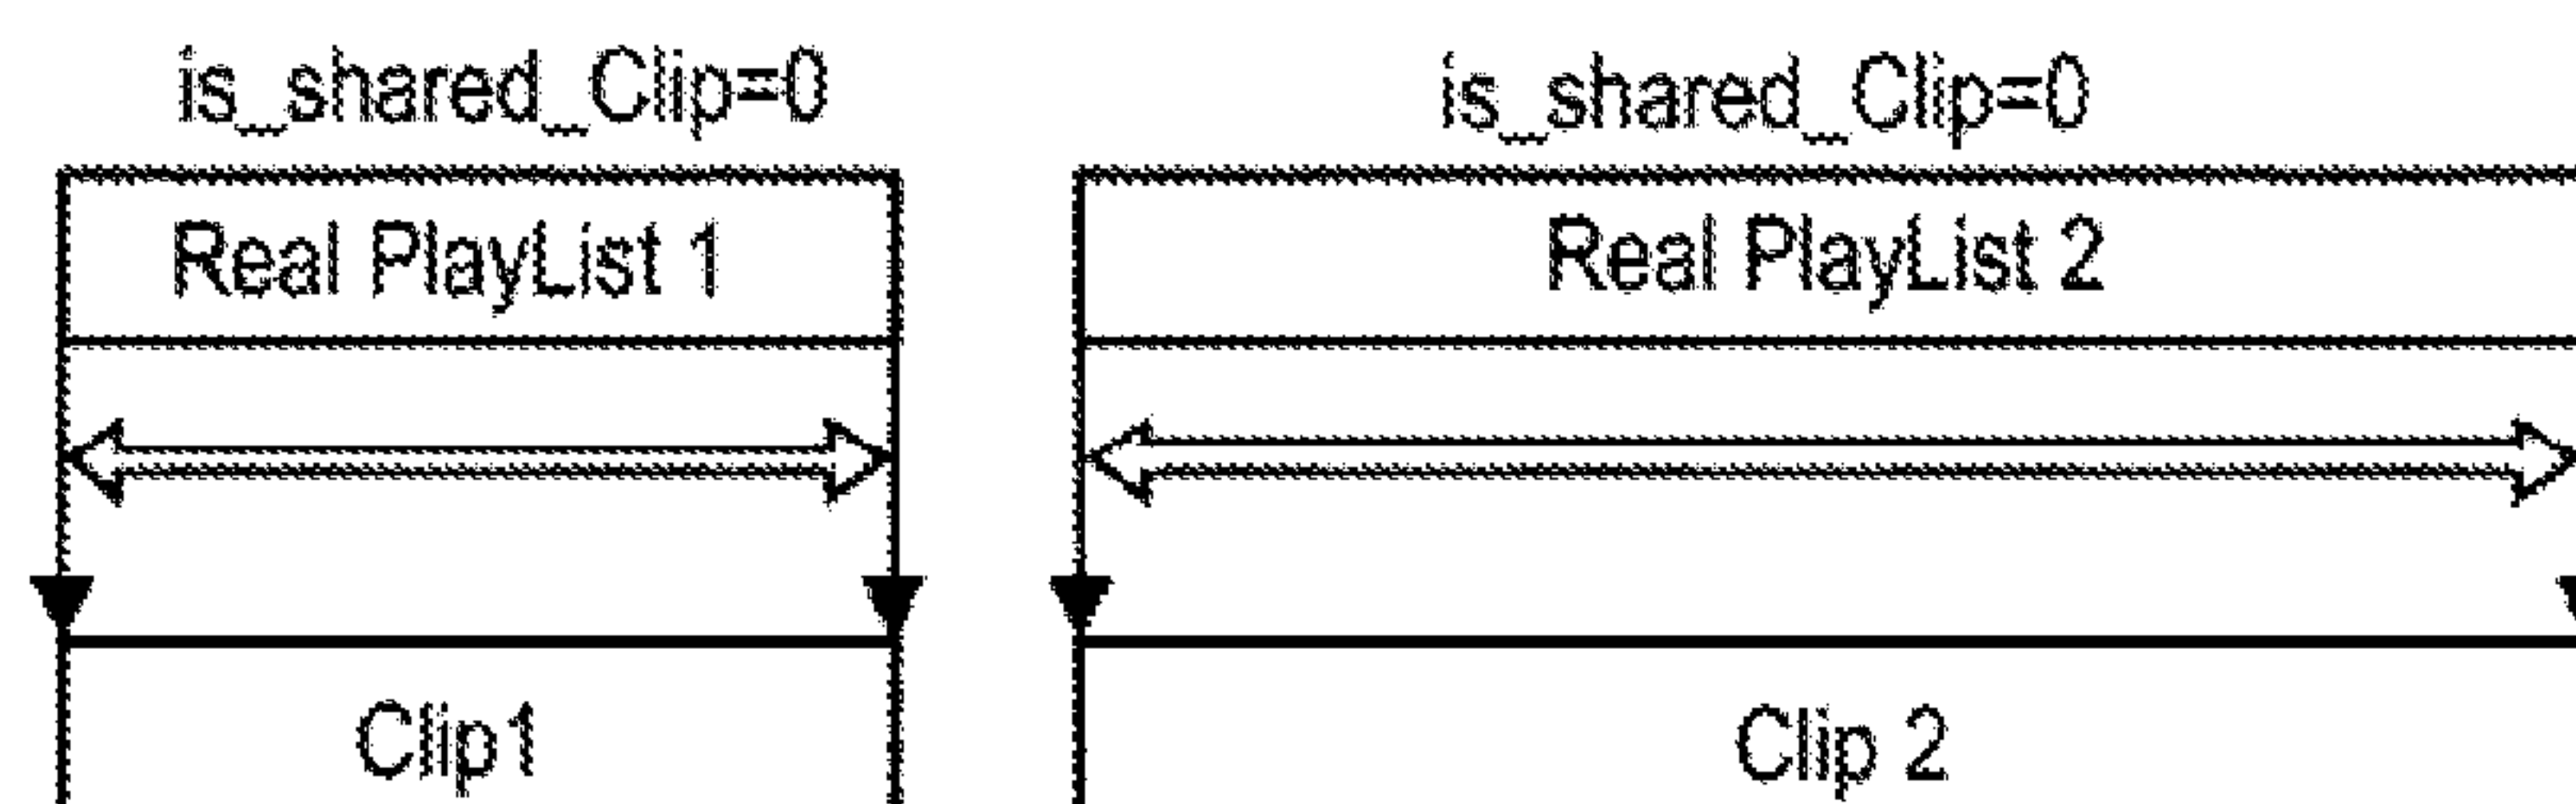 is_shared_Clip=0
is_shared_Clip=0
Real PlayList 1
Real PlayList 2
Clip1
Clip 2